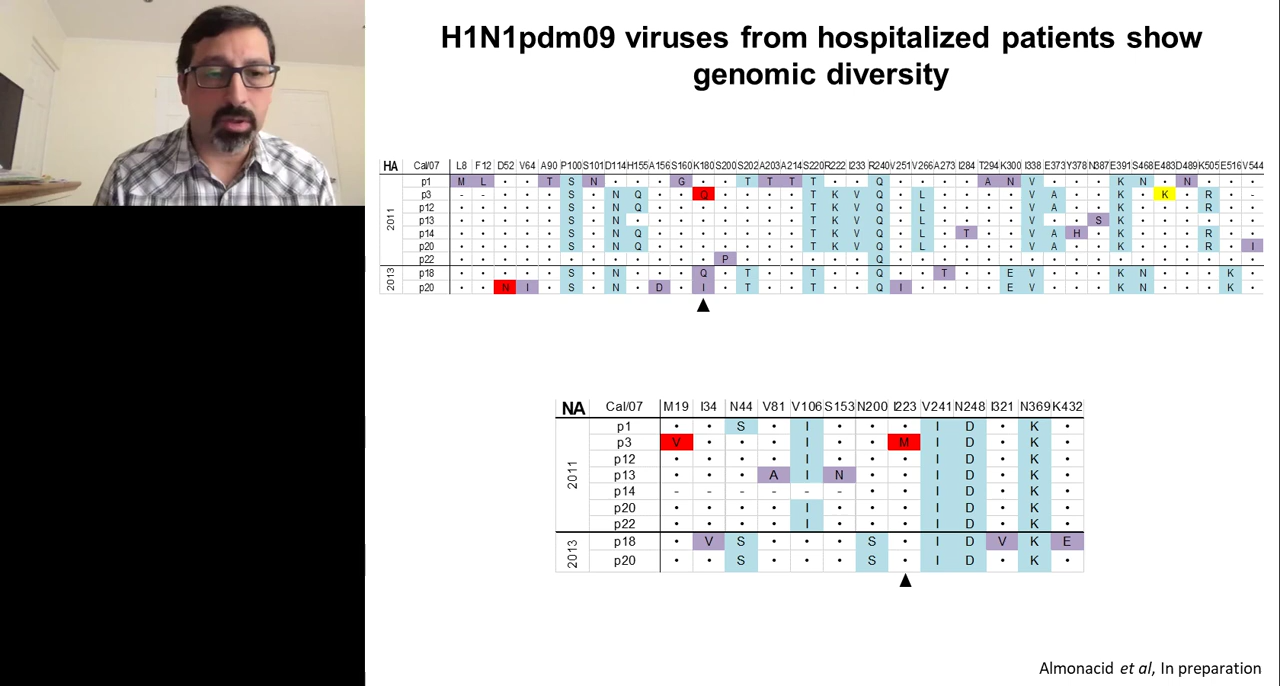 H1N1pdm09 viruses from hospitalized patients show
genomic diversity
HA Cal/07 L8 F12 D52 V64 A90 P100 S101 D114 H155 A156 S160 K180 S200 S202 A203 A214 S220 R222 I233 R240 V251 V266 A273 I284 T294 K300 I338 E373 Y378 N387 E391 S468 E483 D489 K505 E516 V544
2011
p1 M L • • T S N • • • G • • T T T T • • Q • • • • A N V • • • K N • N • • •
p3 - - • • • S • N Q • • Q • • • • T K V Q • L • • • • V A • • K • K • R • -
p12 • • • • • S • N Q • • • • • • • T K V Q • L • • • • V A • • K • • • R • •
p13 • • • • • S • N • • • • • • • • T K V Q • L • • • • V • • S K • • • • • •
p14 • • • • • S • N Q • • • • • • • T K V Q • L • T • • V A H • K • • • R • •
p20 • • • • • S • N Q • • • • • • • T K V Q • L • • • • V A • • K • • • R • I
p22 • • • • • • • • • • • • P • • • • • • Q • • • • • • • • • • • • • • • • •
2013
p18 • • • • • S • N • • • Q • T • • T • • Q • • T • • E V • • • K N • • • K •
p20 • • N I • S • N • D • I • T • • T • • Q I • • • • E V • • • K N • • • K •
▲
NA Cal/07 M19 I34 N44 V81 V106 S153 N200 I223 V241 N248 I321 N369 K432
2011
p1 • • S • I • • • I D • K •
p3 V • • • I • • M I D • K •
p12 • • • • I • • • I D • K •
p13 • • • A I N • • I D • K •
p14 - - - - - - • • I D • K •
p20 • • • • I • • • I D • K •
p22 • • • • I • • • I D • K •
2013
p18 • V S • • • S • I D V K E
p20 • • S • • • S • I D • K •
▲
Almonacid et al, In preparation